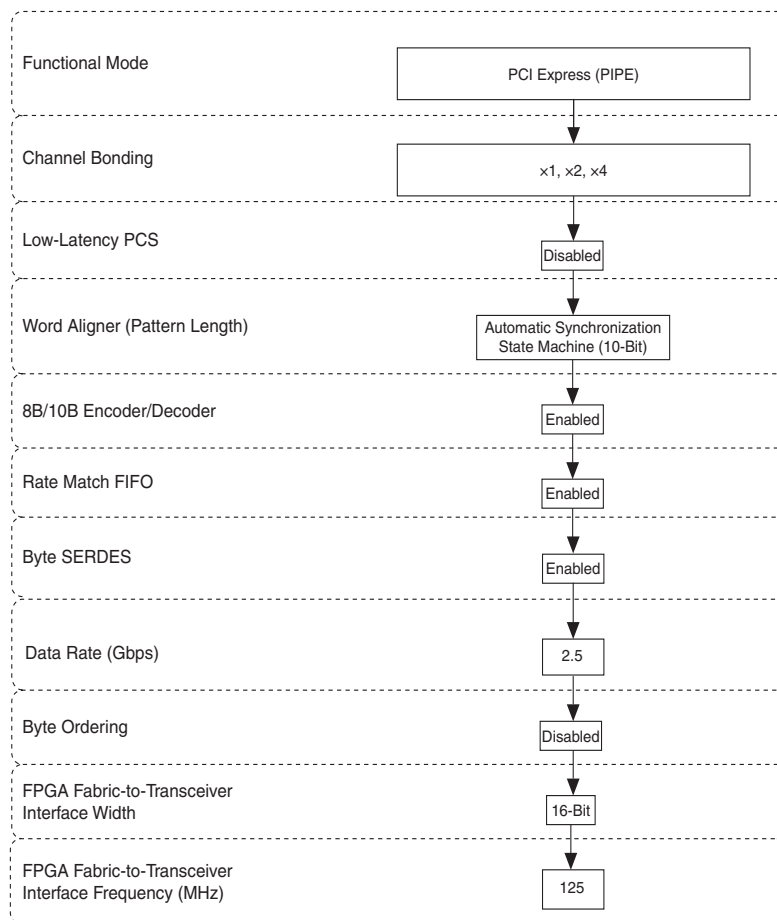 Functional Mode
PCI Express (PIPE)
Channel Bonding
×1, ×2, ×4
Low-Latency PCS
Disabled
Word Aligner (Pattern Length)
Automatic Synchronization
State Machine (10-Bit)
8B/10B Encoder/Decoder
Enabled
Rate Match FIFO
Enabled
Byte SERDES
Enabled
Data Rate (Gbps)
2.5
Byte Ordering
Disabled
FPGA Fabric-to-Transceiver
Interface Width
16-Bit
FPGA Fabric-to-Transceiver
Interface Frequency (MHz)
125